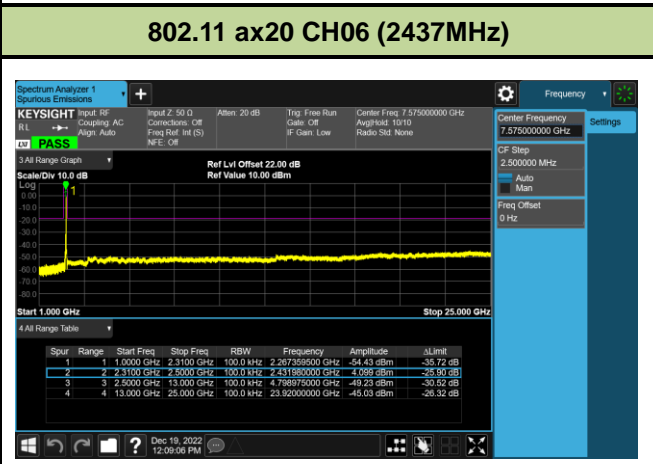 802.11 ax20 CH06 (2437MHz)
Spectrum Analyzer 1
Spurious Emissions
Frequency
KEYSIGHT Input: RF Input Z: 50 Ω Atten: 20 dB Trig: Free Run Center Freq: 7.575000000 GHz
RL Coupling: AC Corrections: Off Gate: Off Avg|Hold: 10/10
Align: Auto Freq Ref: Int (S) IF Gain: Low Radio Std: None
LXI PASS NFE: Off
Center Frequency
7.575000000 GHz
Settings
CF Step
2.500000 MHz
Auto
Man
Freq Offset
0 Hz
3 All Range Graph
Ref Lvl Offset 22.00 dB
Scale/Div 10.0 dB Ref Value 10.00 dBm
Log
1
0.00
-10.0
-20.0
-30.0
-40.0
-50.0
-60.0
-70.0
-80.0
Start 1.000 GHz Stop 25.000 GHz
4 All Range Table
Spur Range Start Freq Stop Freq RBW Frequency Amplitude ΔLimit
1 1 1.0000 GHz 2.3100 GHz 100.0 kHz 2.267359500 GHz -54.43 dBm -35.72 dB
2 2 2.3100 GHz 2.5000 GHz 100.0 kHz 2.431980000 GHz 4.099 dBm -25.90 dB
3 3 2.5000 GHz 13.000 GHz 100.0 kHz 4.798975000 GHz -49.23 dBm -30.52 dB
4 4 13.000 GHz 25.000 GHz 100.0 kHz 23.92000000 GHz -45.03 dBm -26.32 dB
Dec 19, 2022
12:09:06 PM